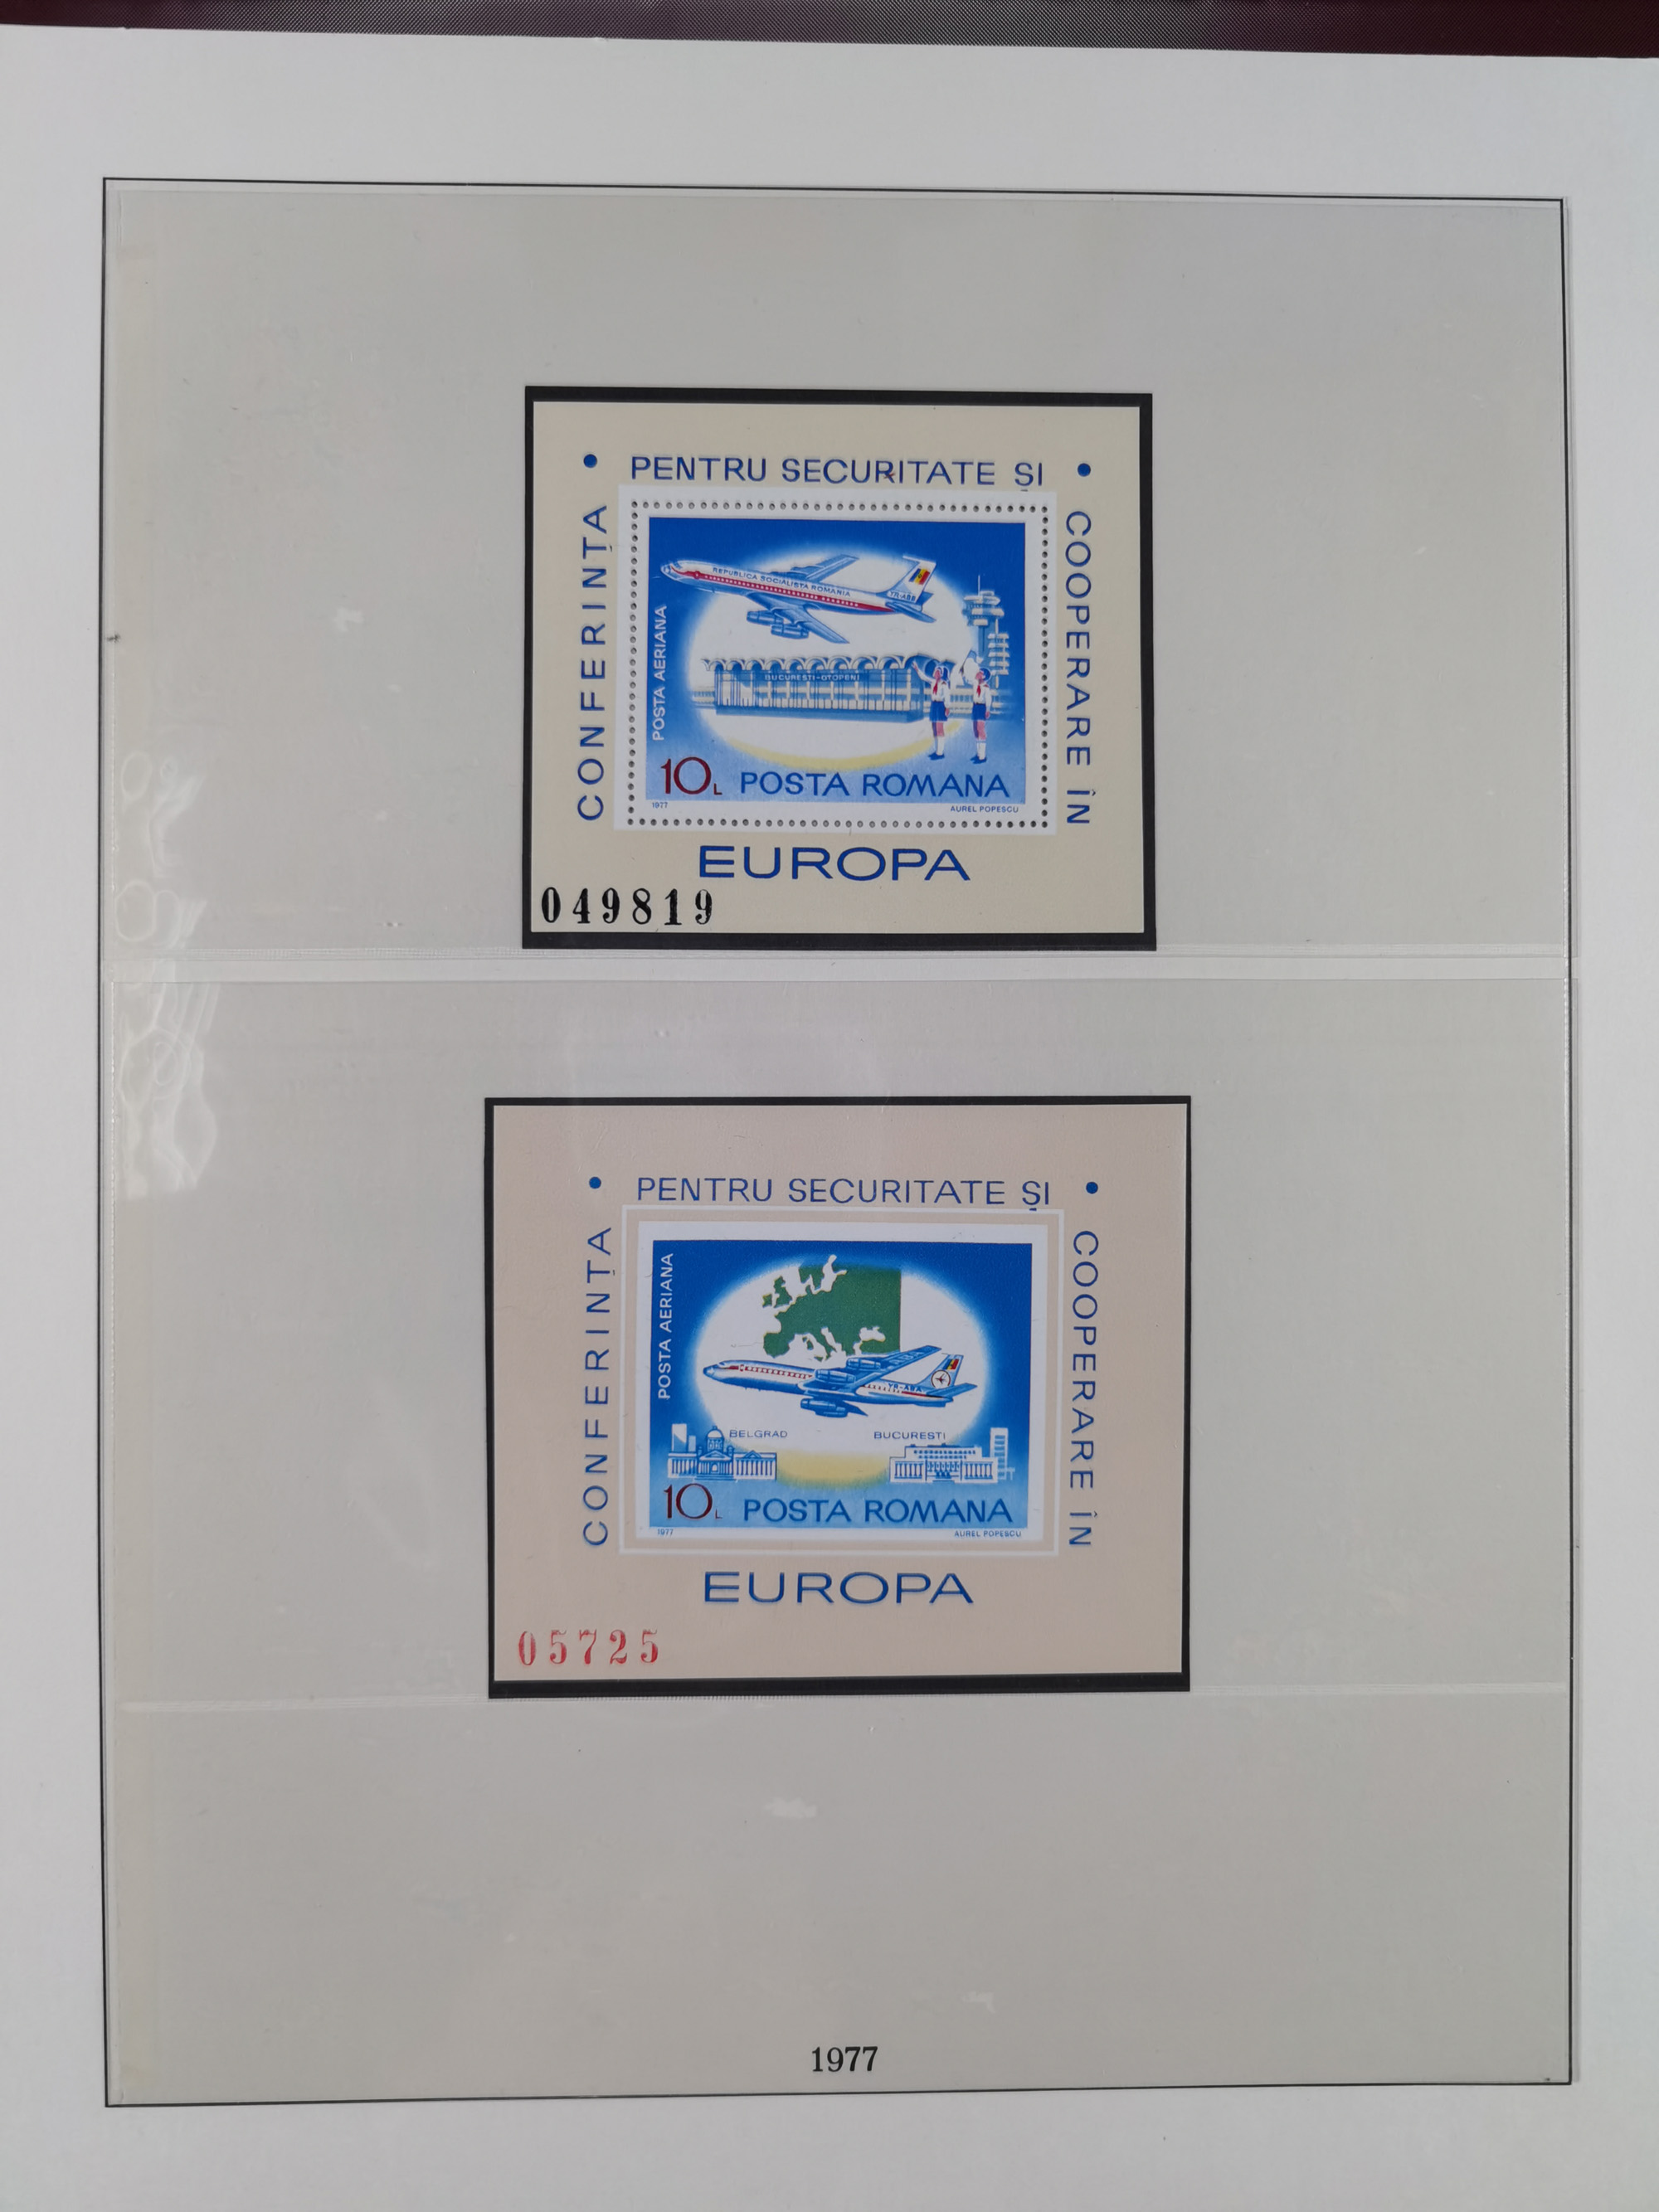 PENTRU SECURITATE ȘI
CONFERINȚA
COOPERARE ÎN
REPUBLICA SOCIALISTA ROMANIA
YR-ABB
POSTA AERIANA
BUCURESTI-OTOPENI
10L POSTA ROMANA
1977 AUREL POPESCU
EUROPA
049819
PENTRU SECURITATE ȘI
CONFERINȚA
COOPERARE ÎN
POSTA AERIANA
YR-ABA
BELGRAD BUCURESTI
10L POSTA ROMANA
1977 AUREL POPESCU
EUROPA
05725
1977